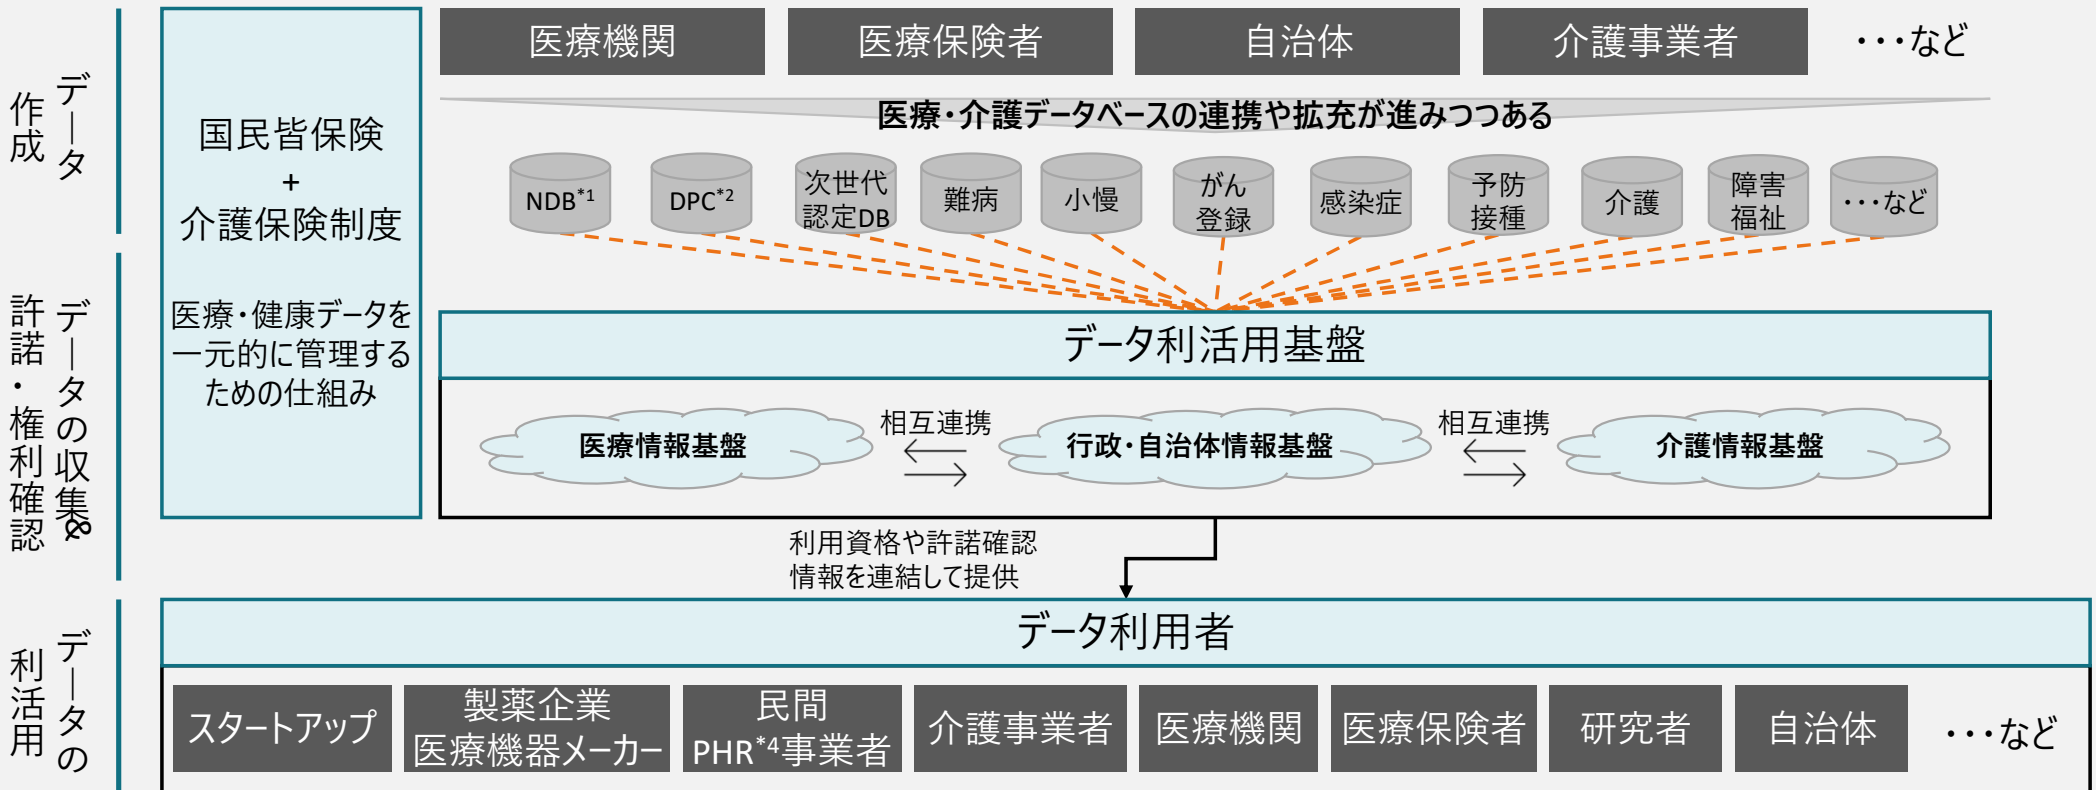 データ
作成
国民皆保険
+
介護保険制度
医療・健康データを
一元的に管理する
ための仕組み
医療機関
医療保険者
自治体
介護事業者
・・・など
医療・介護データベースの連携や拡充が進みつつある
NDB*1
DPC*2
次世代
認定DB
難病
小慢
がん
登録
感染症
予防
接種
介護
障害
福祉
・・・など
データの収集&
許諾・権利確認
データ利活用基盤
医療情報基盤
相互連携
行政・自治体情報基盤
相互連携
介護情報基盤
利用資格や許諾確認
情報を連結して提供
データの
利活用
データ利用者
スタートアップ
製薬企業
医療機器メーカー
民間
PHR*4事業者
介護事業者
医療機関
医療保険者
研究者
自治体
・・・など